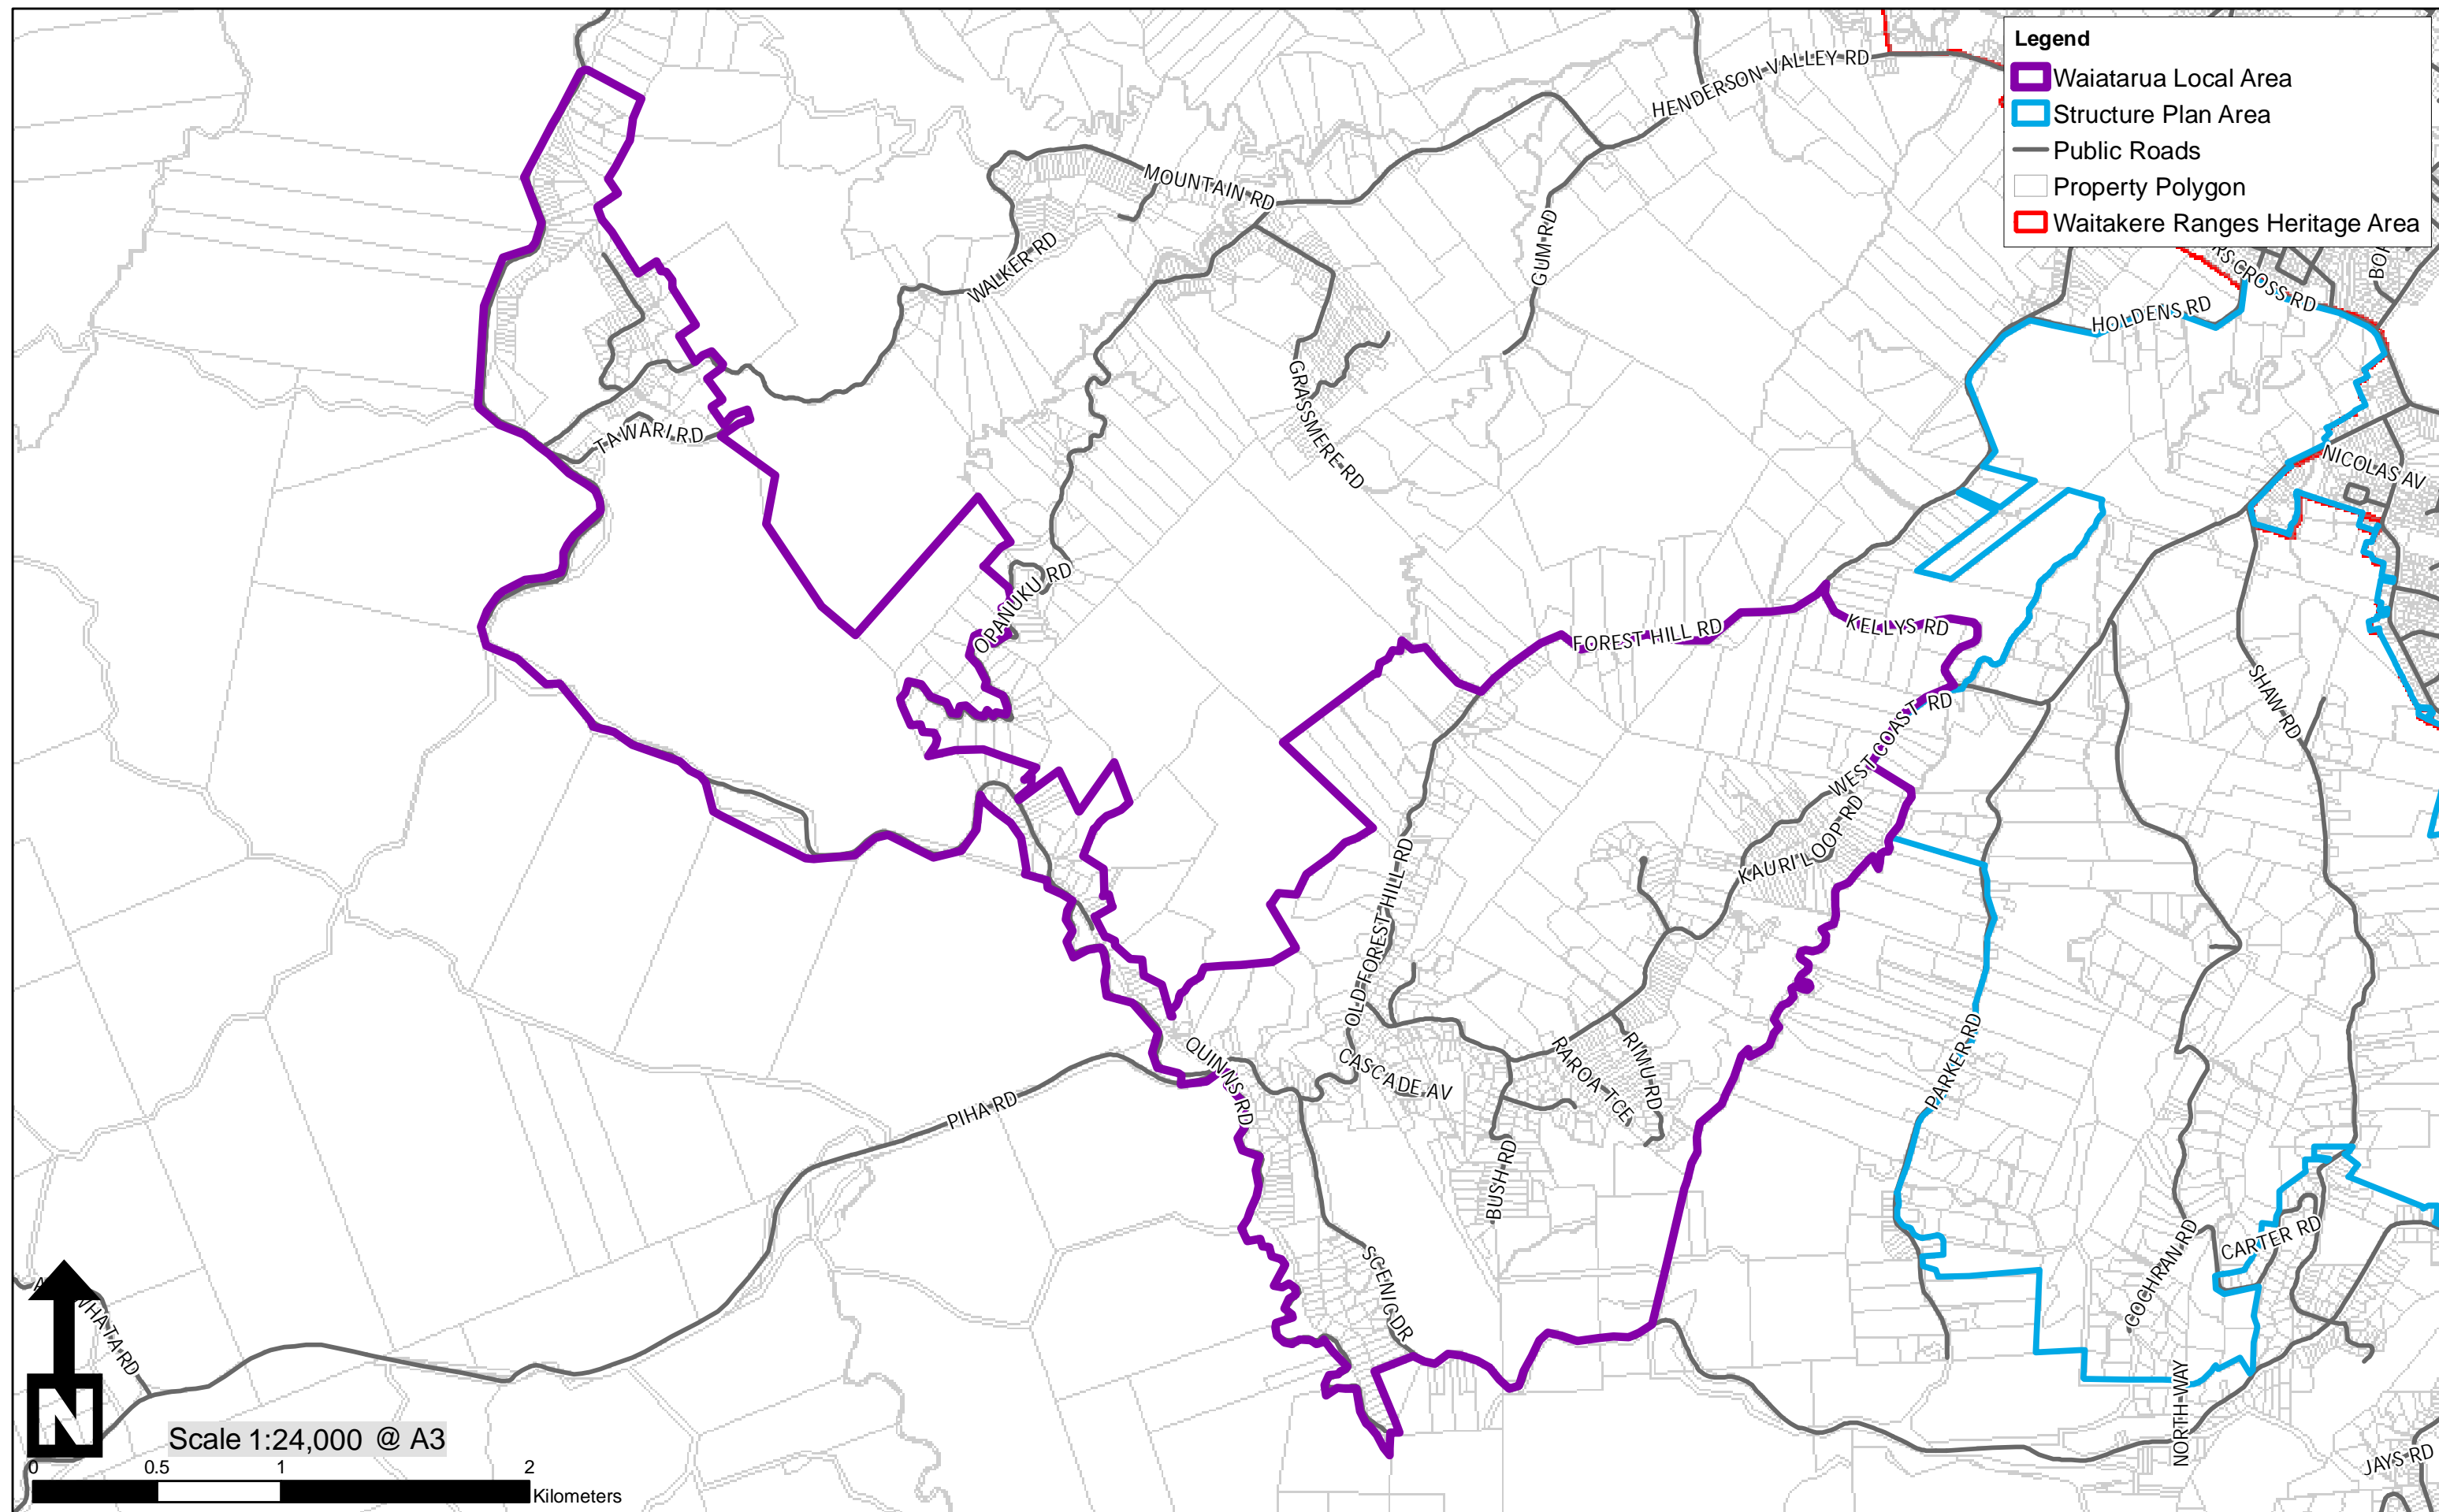 Legend
Waiatarua Local Area
Structure Plan Area
Public Roads
Property Polygon
Waitakere Ranges Heritage Area
HENDERSON VALLEY RD
MOUNTAIN RD
WALKER RD
GUM RD
HOLDENS RD
CROSS RD
GRASSMERE RD
TAWARI RD
NICOLAS AV
OPANUKU RD
FOREST HILL RD
KELLYS RD
SHAW RD
WEST COAST RD
KAURI LOOP RD
OLD FOREST HILL RD
QUINNS RD
CASCADE AV
RAROA TCE
RIMU RD
PARKER RD
PIHA RD
BUSH RD
SCENIC DR
COCHRAN RD
CARTER RD
NORTH WAY
JAYS RD
N
Scale 1:24,000 @ A3
0 0.5 1 2
Kilometers